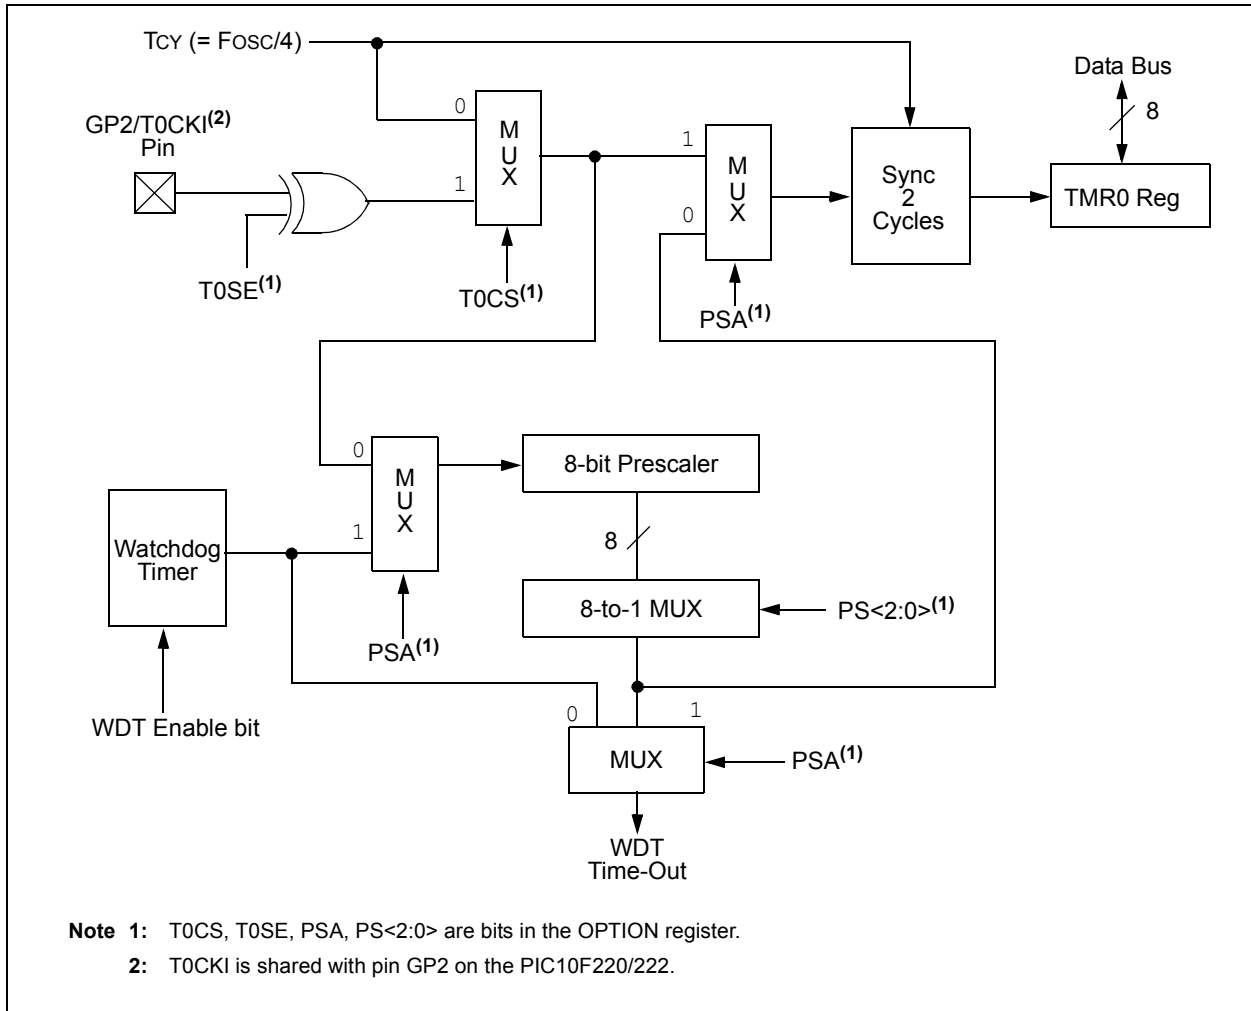 TCY (= FOSC/4)
Data Bus
8
GP2/T0CKI(2)
Pin
0
1
MUX
T0SE(1)
T0CS(1)
1
0
MUX
PSA(1)
Sync
2
Cycles
TMR0 Reg
0
1
MUX
8-bit Prescaler
Watchdog
Timer
8
8-to-1 MUX
PS<2:0>(1)
PSA(1)
WDT Enable bit
0
1
MUX
PSA(1)
WDT
Time-Out
Note 1: T0CS, T0SE, PSA, PS<2:0> are bits in the OPTION register.
2: T0CKI is shared with pin GP2 on the PIC10F220/222.